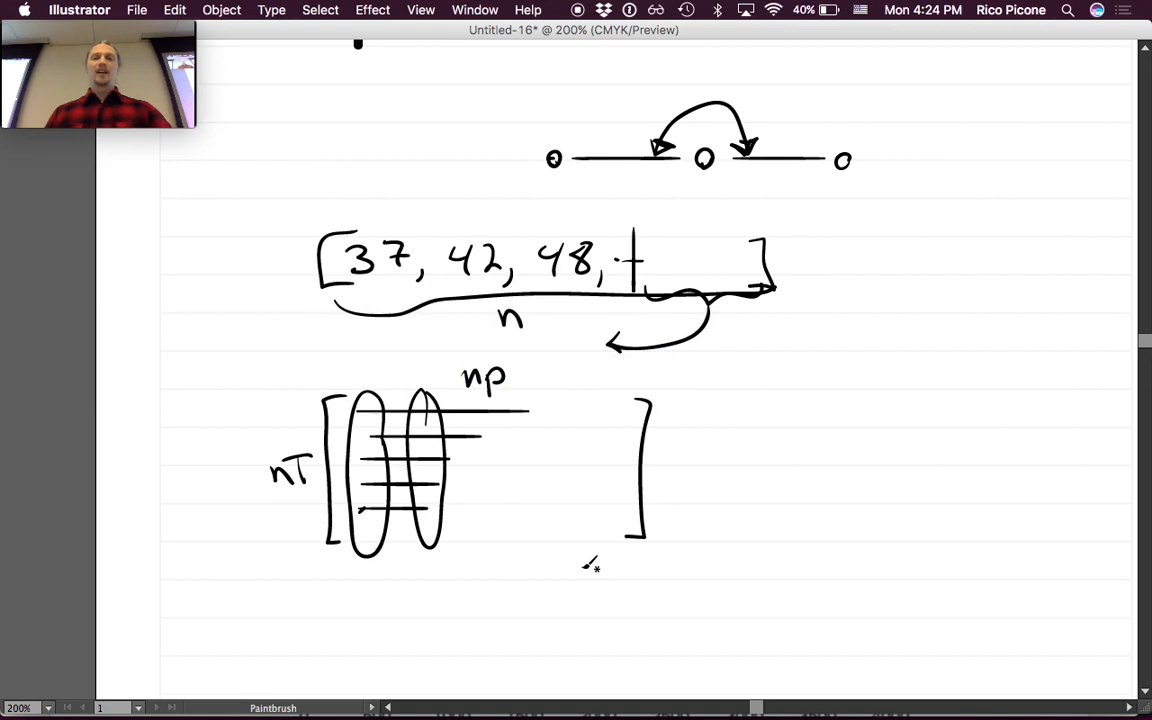 Illustrator File Edit Object Type Select Effect View Window Help 40% Mon 4:24 PM Rico Picone
Untitled-16* @ 200% (CMYK/Preview)
[37, 42, 48, ]
n
np
nT
200% 1 Paintbrush